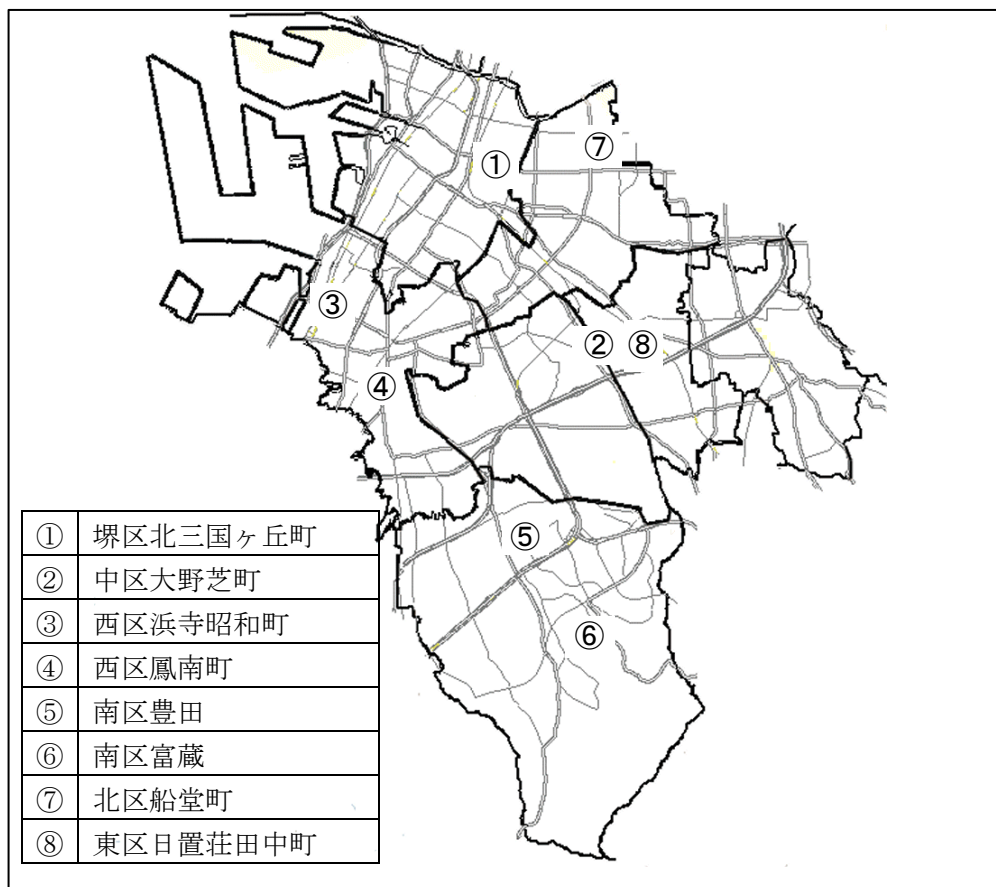 ①
⑦
③
②
⑧
④
⑤
⑥
① 堺区北三国ヶ丘町
② 中区大野芝町
③ 西区浜寺昭和町
④ 西区鳳南町
⑤ 南区豊田
⑥ 南区富蔵
⑦ 北区船堂町
⑧ 東区日置荘田中町